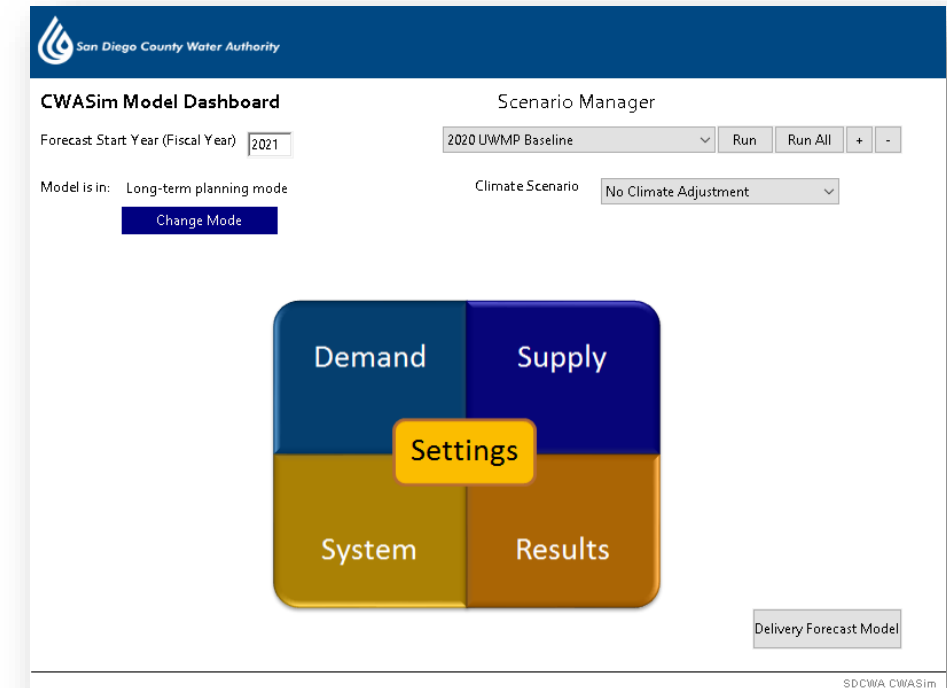 San Diego County Water Authority
CWASim Model Dashboard
Scenario Manager
Forecast Start Year (Fiscal Year) 2021
2020 UWMP Baseline Run Run All + -
Model is in: Long-term planning mode
Climate Scenario No Climate Adjustment
Change Mode
Demand Supply
Settings
System Results
Delivery Forecast Model
SDCWA CWASim